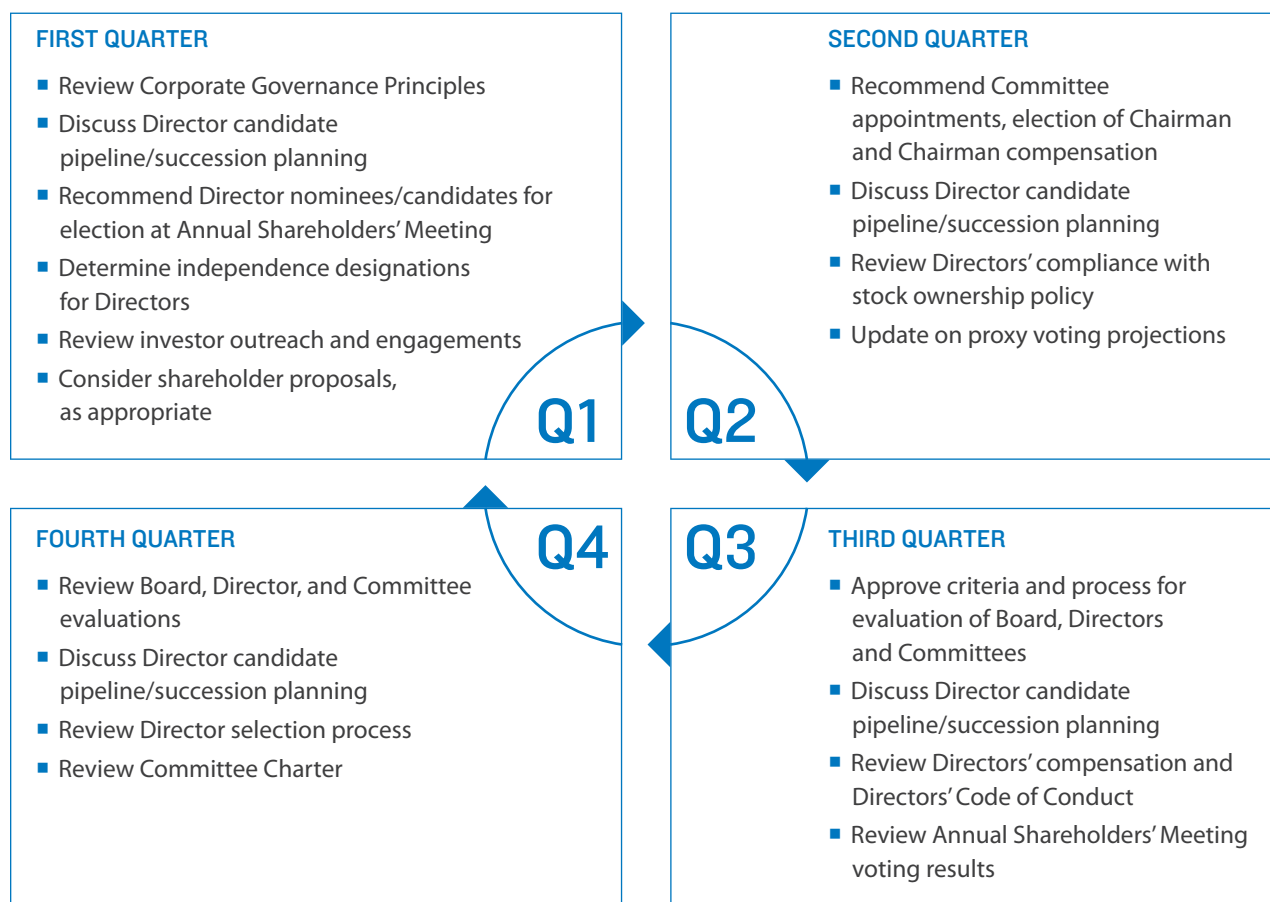 FIRST QUARTER
■ Review Corporate Governance Principles
■ Discuss Director candidate
pipeline/succession planning
■ Recommend Director nominees/candidates for
election at Annual Shareholders’ Meeting
■ Determine independence designations
for Directors
■ Review investor outreach and engagements
■ Consider shareholder proposals,
as appropriate
Q1
SECOND QUARTER
■ Recommend Committee
appointments, election of Chairman
and Chairman compensation
■ Discuss Director candidate
pipeline/succession planning
■ Review Directors’ compliance with
stock ownership policy
■ Update on proxy voting projections
Q2
THIRD QUARTER
■ Approve criteria and process for
evaluation of Board, Directors
and Committees
■ Discuss Director candidate
pipeline/succession planning
■ Review Directors’ compensation and
Directors’ Code of Conduct
■ Review Annual Shareholders’ Meeting
voting results
Q3
FOURTH QUARTER
■ Review Board, Director, and Committee
evaluations
■ Discuss Director candidate
pipeline/succession planning
■ Review Director selection process
■ Review Committee Charter
Q4